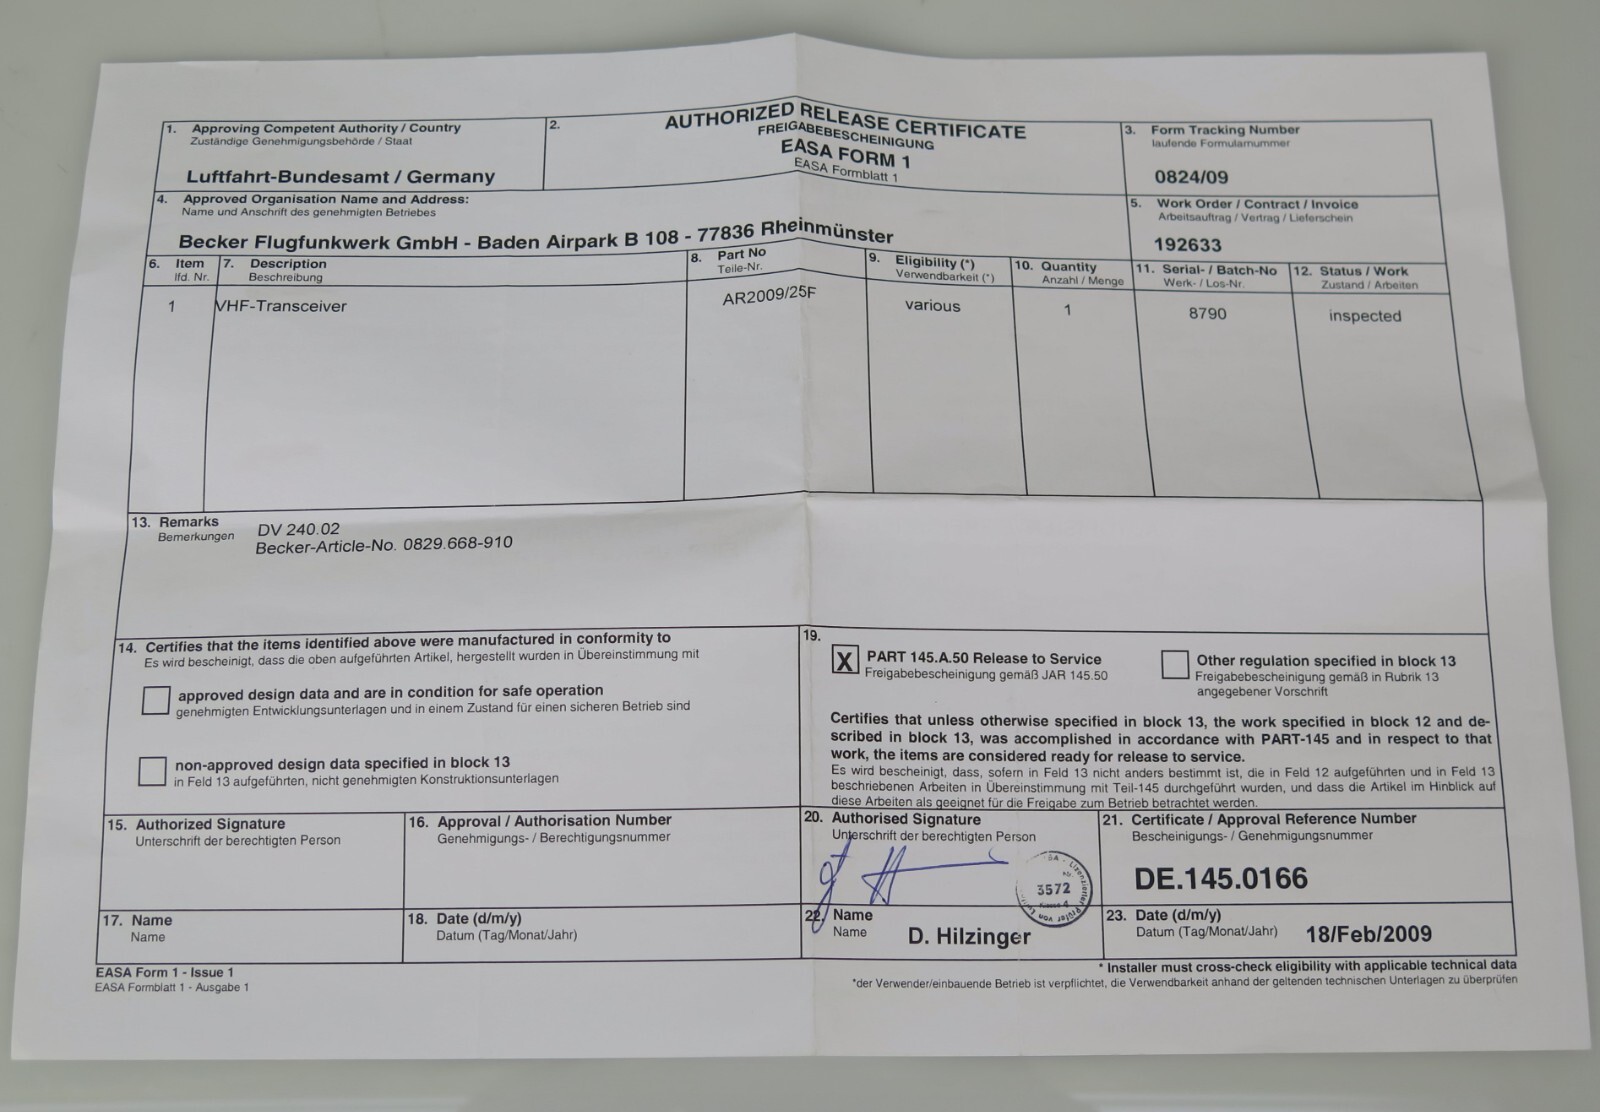 1. Approving Competent Authority / Country
Zuständige Genehmigungsbehörde / Staat
Luftfahrt-Bundesamt / Germany
2.
AUTHORIZED RELEASE CERTIFICATE
FREIGABEBESCHEINIGUNG
EASA FORM 1
EASA Formblatt 1
3. Form Tracking Number
laufende Formularnummer
0824/09
4. Approved Organisation Name and Address:
Name und Anschrift des genehmigten Betriebes
Becker Flugfunkwerk GmbH - Baden Airpark B 108 - 77836 Rheinmünster
5. Work Order / Contract / Invoice
Arbeitsauftrag / Vertrag / Lieferschein
192633
6. Item
lfd. Nr.
7. Description
Beschreibung
8. Part No
Teile-Nr.
9. Eligibility (*)
Verwendbarkeit (*)
10. Quantity
Anzahl / Menge
11. Serial- / Batch-No
Werk- / Los-Nr.
12. Status / Work
Zustand / Arbeiten
1 VHF-Transceiver AR2009/25F various 1 8790 inspected
13. Remarks
Bemerkungen
DV 240.02
Becker-Article-No. 0829.668-910
14. Certifies that the items identified above were manufactured in conformity to
Es wird bescheinigt, dass die oben aufgeführten Artikel, hergestellt wurden in Übereinstimmung mit
approved design data and are in condition for safe operation
genehmigten Entwicklungsunterlagen und in einem Zustand für einen sicheren Betrieb sind
non-approved design data specified in block 13
in Feld 13 aufgeführten, nicht genehmigten Konstruktionsunterlagen
19.
X PART 145.A.50 Release to Service
Freigabebescheinigung gemäß JAR 145.50
Other regulation specified in block 13
Freigabebescheinigung gemäß in Rubrik 13
angegebener Vorschrift
Certifies that unless otherwise specified in block 13, the work specified in block 12 and de-
scribed in block 13, was accomplished in accordance with PART-145 and in respect to that
work, the items are considered ready for release to service.
Es wird bescheinigt, dass, sofern in Feld 13 nicht anders bestimmt ist, die in Feld 12 aufgeführten und in Feld 13
beschriebenen Arbeiten in Übereinstimmung mit Teil-145 durchgeführt wurden, und dass die Artikel im Hinblick auf
diese Arbeiten als geeignet für die Freigabe zum Betrieb betrachtet werden.
15. Authorized Signature
Unterschrift der berechtigten Person
16. Approval / Authorisation Number
Genehmigungs- / Berechtigungsnummer
20. Authorised Signature
Unterschrift der berechtigten Person
3572
21. Certificate / Approval Reference Number
Bescheinigungs- / Genehmigungsnummer
DE.145.0166
17. Name
Name
18. Date (d/m/y)
Datum (Tag/Monat/Jahr)
22. Name
Name
D. Hilzinger
23. Date (d/m/y)
Datum (Tag/Monat/Jahr)
18/Feb/2009
EASA Form 1 - Issue 1
EASA Formblatt 1 - Ausgabe 1
* Installer must cross-check eligibility with applicable technical data
*der Verwender/einbauende Betrieb ist verpflichtet, die Verwendbarkeit anhand der geltenden technischen Unterlagen zu überprüfen